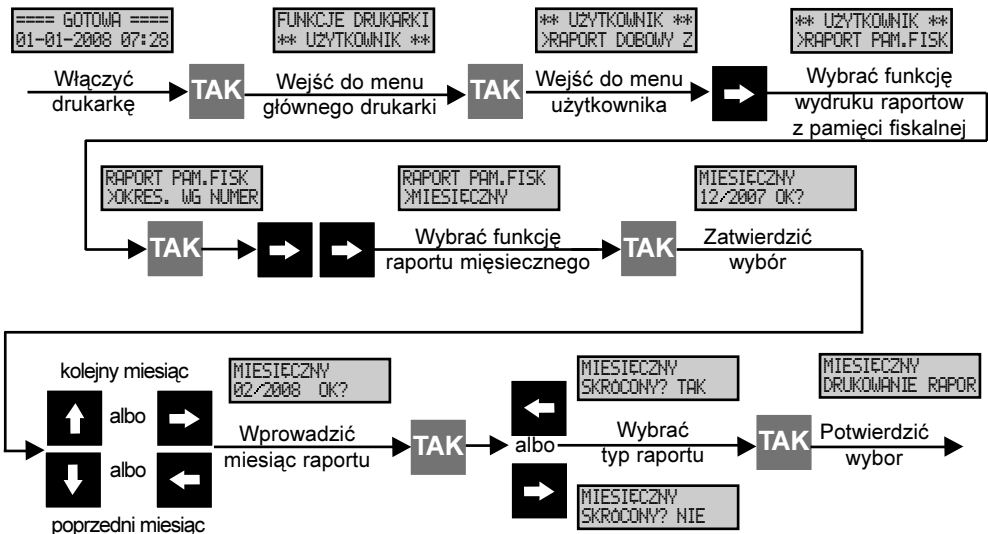 ==== GOTOWA ====
01-01-2008 07:28
FUNKCJE DRUKARKI
** UŻYTKOWNIK **
** UŻYTKOWNIK **
>RAPORT DOBOWY Z
** UŻYTKOWNIK **
>RAPORT PAM.FISK
Włączyć
drukarkę
TAK
Wejść do menu
głównego drukarki
TAK
Wejść do menu
użytkownika
Wybrać funkcję
wydruku raportow
z pamięci fiskalnej
RAPORT PAM.FISK
>OKRES. WG NUMER
RAPORT PAM.FISK
>MIESIĘCZNY
MIESIĘCZNY
12/2007 OK?
TAK
Wybrać funkcję
raportu mięsiecznego
TAK
Zatwierdzić
wybór
kolejny miesiąc
albo
albo
poprzedni miesiąc
MIESIĘCZNY
02/2008 OK?
Wprowadzić
miesiąc raportu
TAK
albo
MIESIĘCZNY
SKRÓCONY? TAK
Wybrać
typ raportu
MIESIĘCZNY
SKRÓCONY? NIE
TAK
MIESIĘCZNY
DRUKOWANIE RAPOR
Potwierdzić
wybor